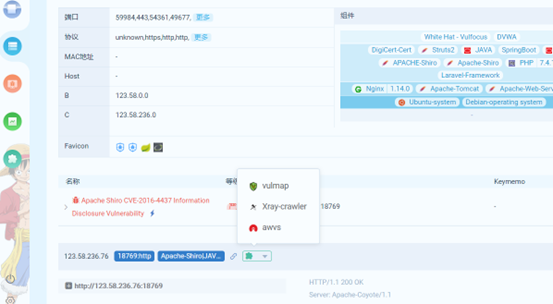 端口
59984,443,54361,49677, 更多
协议
unknown,https,http,http, 更多
MAC地址
-
Host
-
B
123.58.0.0
C
123.58.236.0
Favicon
组件
White Hat - Vulfocus DVWA
DigiCert-Cert Struts2 JAVA SpringBoot
APACHE-Shiro Apache-Shiro PHP 7.4.
Laravel-Framework
Nginx 1.14.0 Apache-Tomcat Apache-Web-Serv
Ubuntu-system Debian-operating system
-
名称
Keymemo
Apache Shiro CVE-2016-4437 Information
Disclosure Vulnerability
18769
-
vulmap
Xray-crawler
awvs
123.58.236.76 18769:http Apache-Shiro|JAV...
http://123.58.236.76:18769
HTTP/1.1 200 OK
Server: Apache-Coyote/1.1